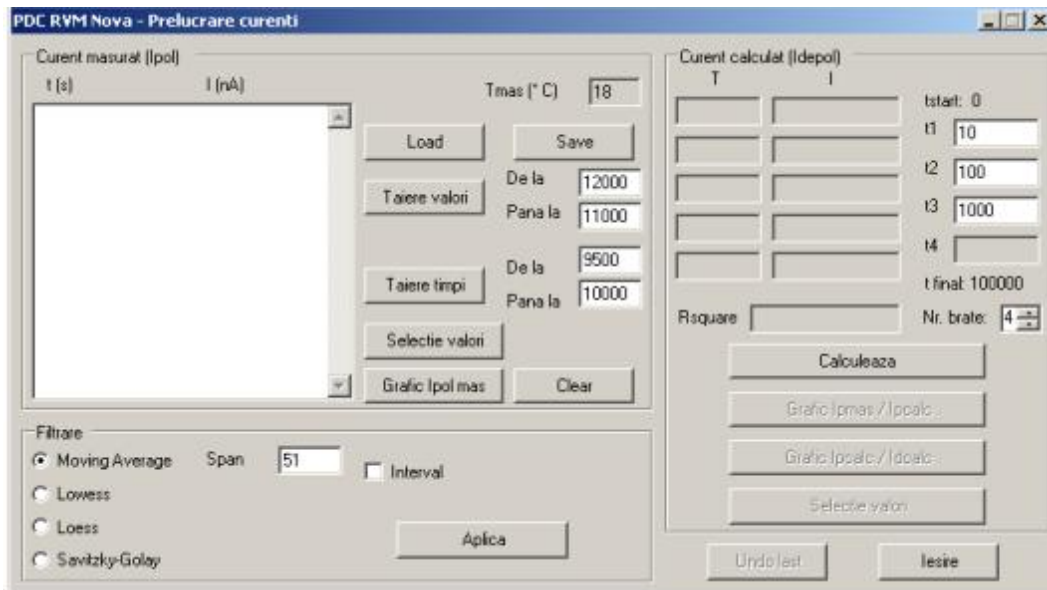 PDC RVM Nova - Prelucrare curenti
Curent masurat (Ipol)
t (s) I (nA)
Tmas (° C) 18
Load Save
Taiere valori
De la 12000
Pana la 11000
Taiere timpi
De la 9500
Pana la 10000
Selectie valori
Grafic Ipol mas Clear
Filtrare
Moving Average Span 51 Interval
Lowess
Loess
Savitzky-Golay
Aplica
Curent calculat (Idepol)
T I
tstart: 0
t1 10
t2 100
t3 1000
t4
t final: 100000
Rsquare Nr. brate: 4
Calculeaza
Grafic Ipmas / Ipcalc
Grafic Ipcalc / Idcalc
Selectie valori
Undo last Iesire